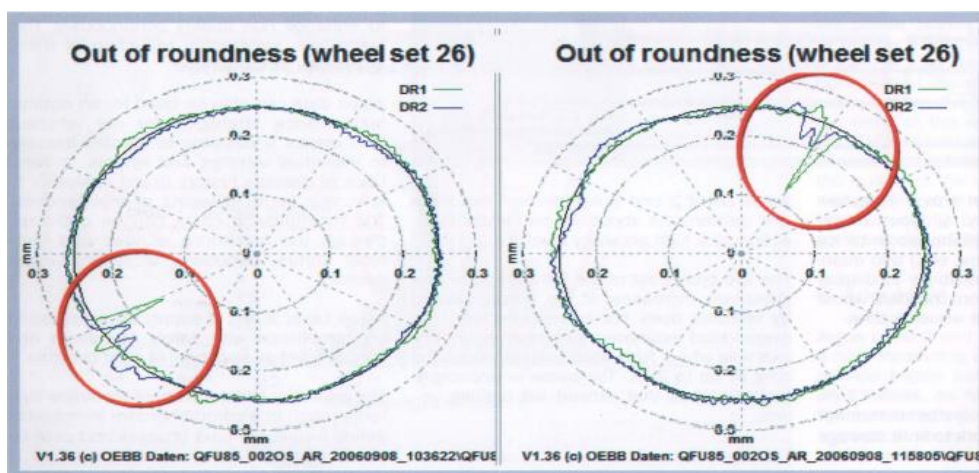 Out of roundness (wheel set 26)
0.3
DR1
DR2
0.2
0.1
mm
0.3
0.2
0.1
0
0.1
0.2
0.3
0.1
0.2
0.3
mm
V1.36 (c) OEBB Daten: QFU85_002OS_AR_20060908_103622\QFU8
Out of roundness (wheel set 26)
0.3
DR1
DR2
0.2
0.1
mm
0.3
0.2
0.1
0
0.1
0.2
0.3
0.1
0.2
0.3
mm
V1.36 (c) OEBB Daten: QFU85_002OS_AR_20060908_115805\QFU8